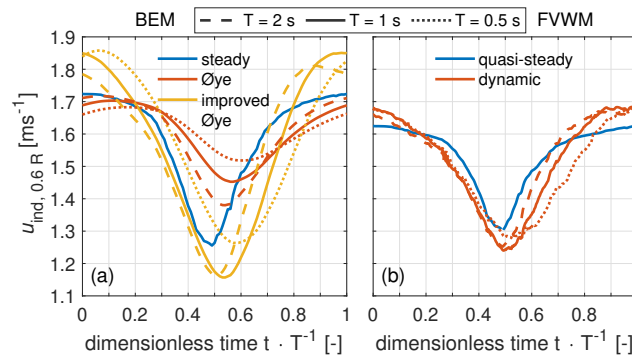 BEM T = 2 s T = 1 s T = 0.5 s FVWM
1.9
1.8
1.7
1.6
1.5
1.4
1.3
1.2
1.1
u_ind, 0.6 R [ms^-1]
steady
Øye
improved
Øye
(a)
0 0.2 0.4 0.6 0.8 1
dimensionless time t · T^-1 [-]
quasi-steady
dynamic
(b)
0 0.2 0.4 0.6 0.8
dimensionless time t · T^-1 [-]